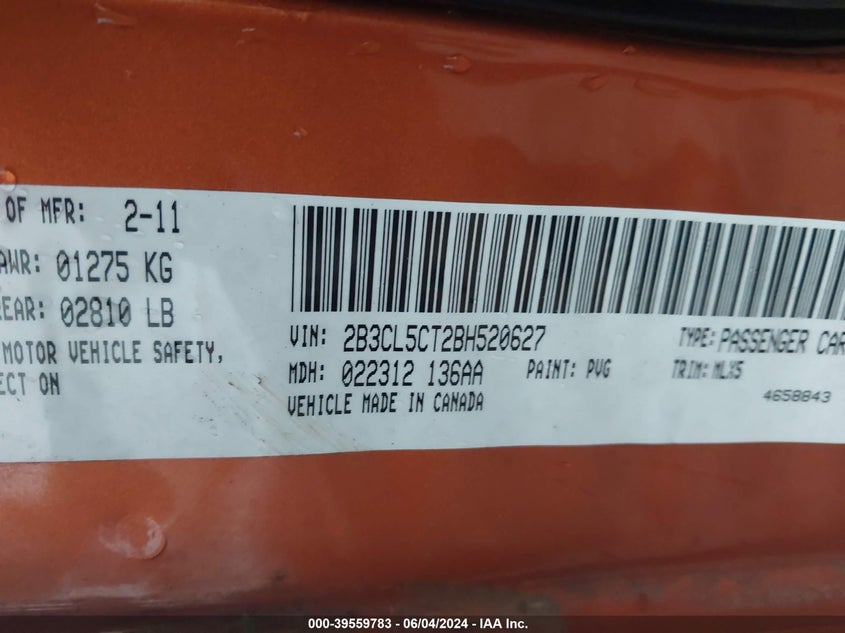 OF MFR: 2-11
AWR: 01275 KG
REAR: 02810 LB
MOTOR VEHICLE SAFETY,
ECT ON
VIN: 2B3CL5CT2BH520627
TYPE: PASSENGER CAR
MDH: 022312 136AA
PAINT: PVG
TRIM: MLX5
VEHICLE MADE IN CANADA
4658843
000-39559783 - 06/04/2024 - IAA Inc.